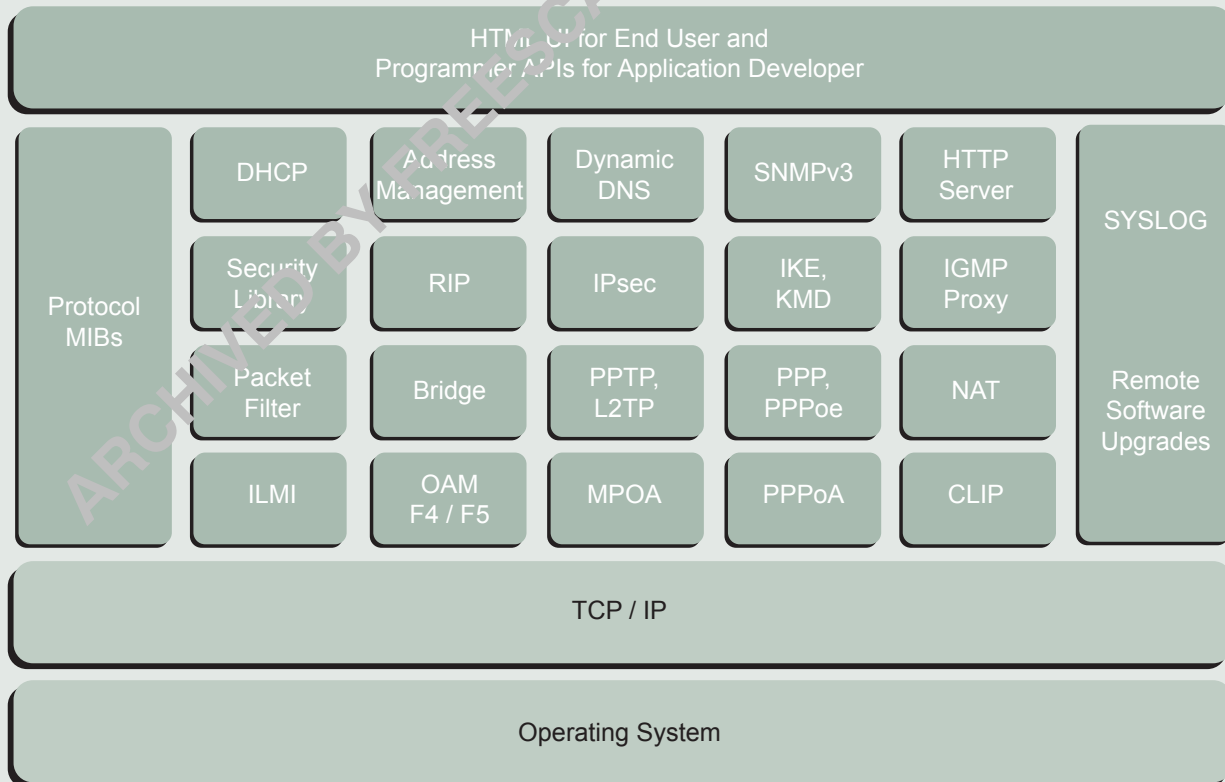 HTML UI for End User and
Programmer APIs for Application Developer
Protocol
MIBs
DHCP
Address
Management
Dynamic
DNS
SNMPv3
HTTP
Server
Security
Library
RIP
IPsec
IKE,
KMD
IGMP
Proxy
Packet
Filter
Bridge
PPTP,
L2TP
PPP,
PPPoe
NAT
ILMI
OAM
F4 / F5
MPOA
PPPoA
CLIP
SYSLOG
Remote
Software
Upgrades
TCP / IP
Operating System
ARCHIVED BY